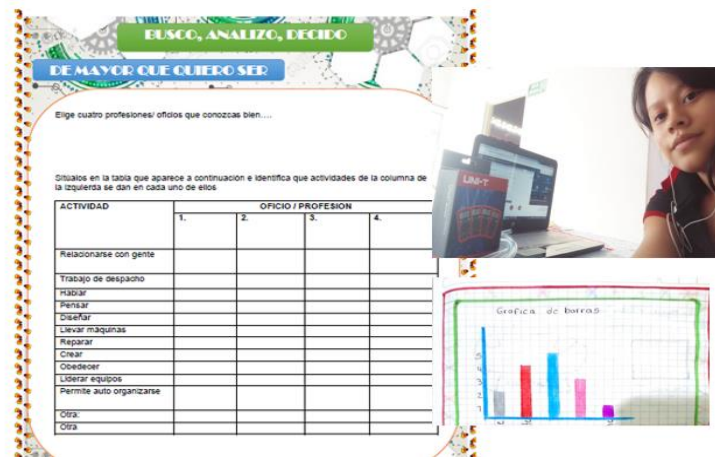 BUSCO, ANALIZO, DECIDO
DE MAYOR QUE QUIERO SER
Elige cuatro profesiones/ oficios que conozcas bien….
Sitúalos en la tabla que aparece a continuación e identifica que actividades de la columna de
la izquierda se dan en cada uno de ellos
ACTIVIDAD
OFICIO / PROFESION
1. 2. 3. 4.
Relacionarse con gente
Trabajo de despacho
Hablar
Pensar
Diseñar
Llevar máquinas
Reparar
Crear
Obedecer
Liderar equipos
Permite auto organizarse
Otra:
Otra
UNI-T
Grafica de barras
5
4
3
2
1